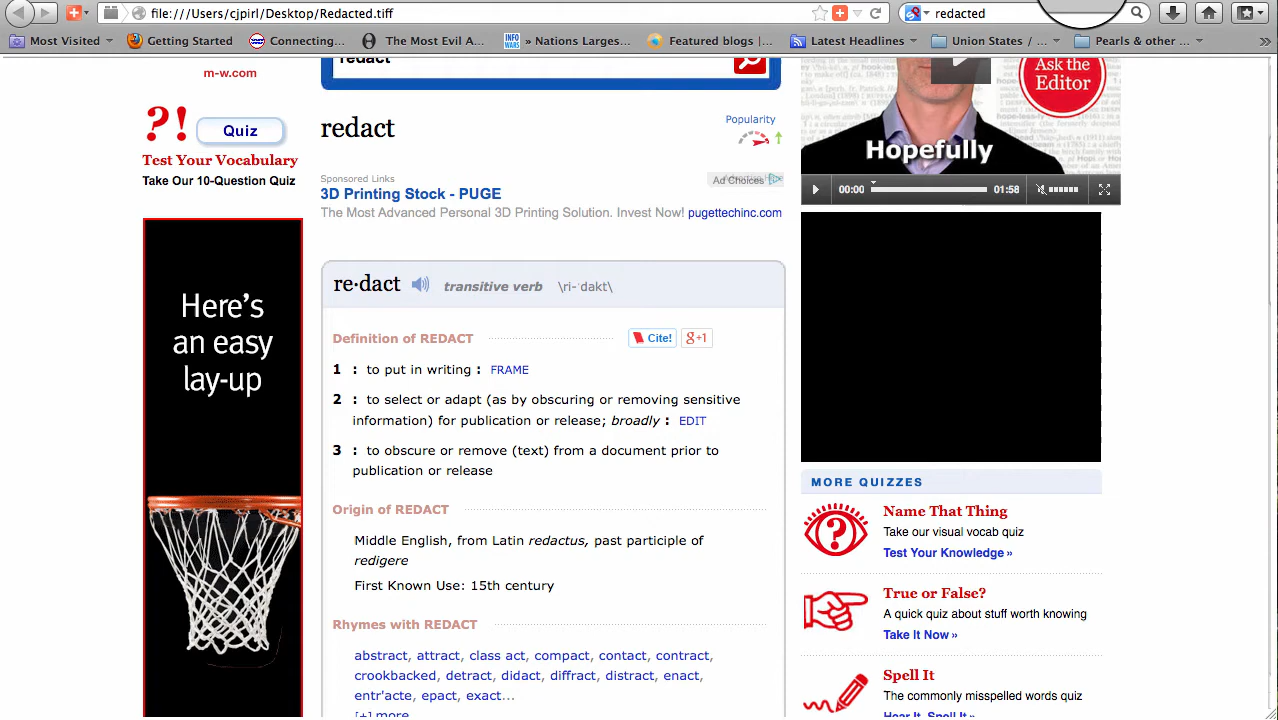 file:///Users/cjpirl/Desktop/Redacted.tiff
redacted
Most Visited
Getting Started
Connecting...
The Most Evil A...
INFO WARS
» Nations Larges...
Featured blogs |...
Latest Headlines
Union States / ...
Pearls & other ...
m-w.com
?! Quiz
Test Your Vocabulary
Take Our 10-Question Quiz
Here's
an easy
lay-up
redact
redact
Popularity
Sponsored Links
Ad Choices
3D Printing Stock - PUGE
The Most Advanced Personal 3D Printing Solution. Invest Now! pugettechinc.com
re·dact transitive verb \ri-ˈdakt\
Definition of REDACT
Cite!
g+1
1 : to put in writing : FRAME
2 : to select or adapt (as by obscuring or removing sensitive
information) for publication or release; broadly : EDIT
3 : to obscure or remove (text) from a document prior to
publication or release
Origin of REDACT
Middle English, from Latin redactus, past participle of
redigere
First Known Use: 15th century
Rhymes with REDACT
abstract, attract, class act, compact, contact, contract,
crookbacked, detract, didact, diffract, distract, enact,
entr'acte, epact, exact...
[+] more
Ask the
Editor
Hopefully
00:00
01:58
MORE QUIZZES
Name That Thing
Take our visual vocab quiz
Test Your Knowledge »
True or False?
A quick quiz about stuff worth knowing
Take It Now »
Spell It
The commonly misspelled words quiz
Hear It, Spell It »